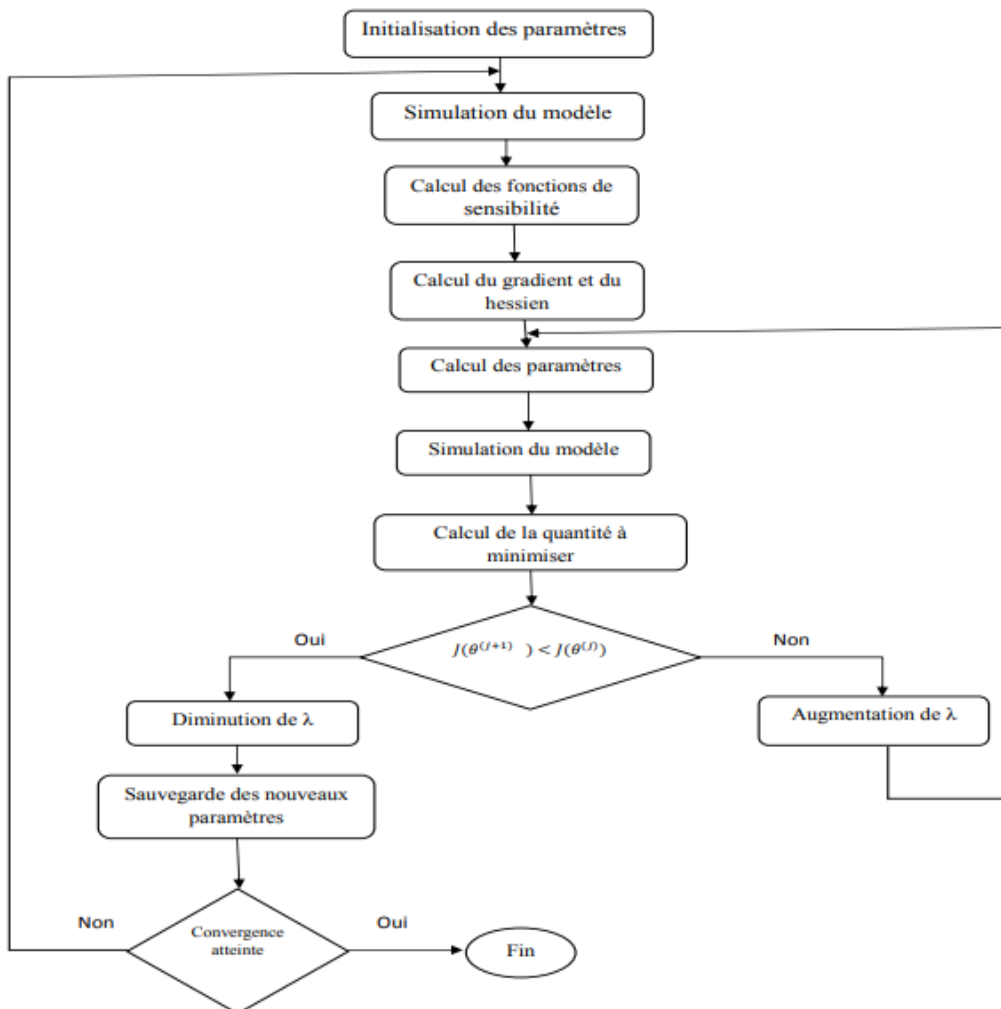 Initialisation des paramètres
Simulation du modèle
Calcul des fonctions de
sensibilité
Calcul du gradient et du
hessien
Calcul des paramètres
Simulation du modèle
Calcul de la quantité à
minimiser
Oui
J(θ^(j+1) ) < J(θ^(j))
Non
Diminution de λ
Augmentation de λ
Sauvegarde des nouveaux
paramètres
Non
Convergence
atteinte
Oui
Fin